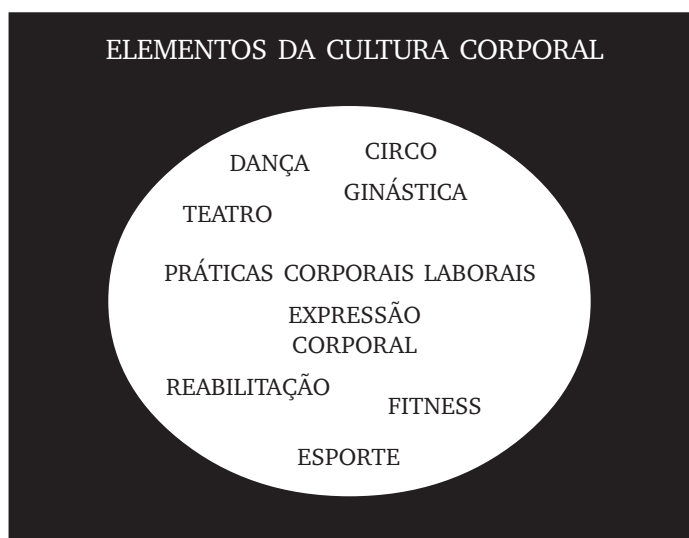 ELEMENTOS DA CULTURA CORPORAL
CIRCO
DANÇA
GINÁSTICA
TEATRO
PRÁTICAS CORPORAIS LABORAIS
EXPRESSÃO
CORPORAL
REABILITAÇÃO
FITNESS
ESPORTE